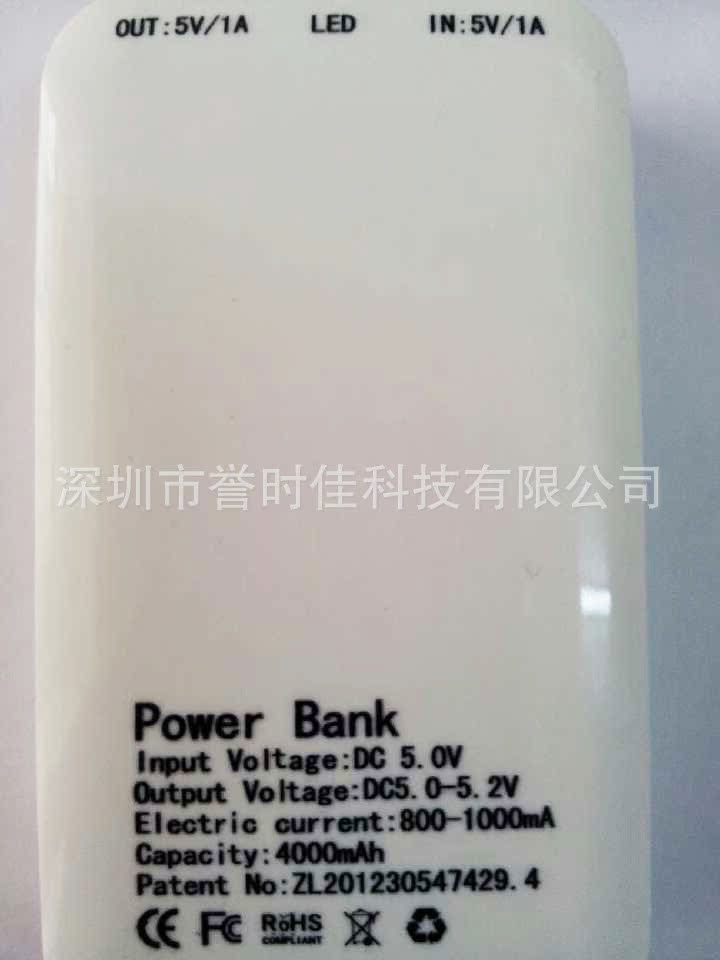 OUT:5V/1A LED IN:5V/1A
深圳市誉时佳科技有限公司
Power Bank
Input Voltage:DC 5.0V
Output Voltage:DC5.0-5.2V
Electric current:800-1000mA
Capacity:4000mAh
Patent No:ZL201230547429.4
CE FC RoHS
COMPLIANT